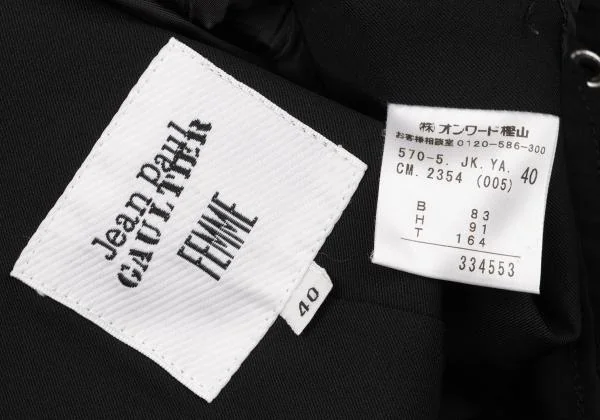 Jean Paul
GAULTIER
FEMME
40
㈱オンワード樫山
お客様相談室 0120-586-300
570-5. JK. YA. 40
CM. 2354 (005)
B 83
H 91
T 164
334553